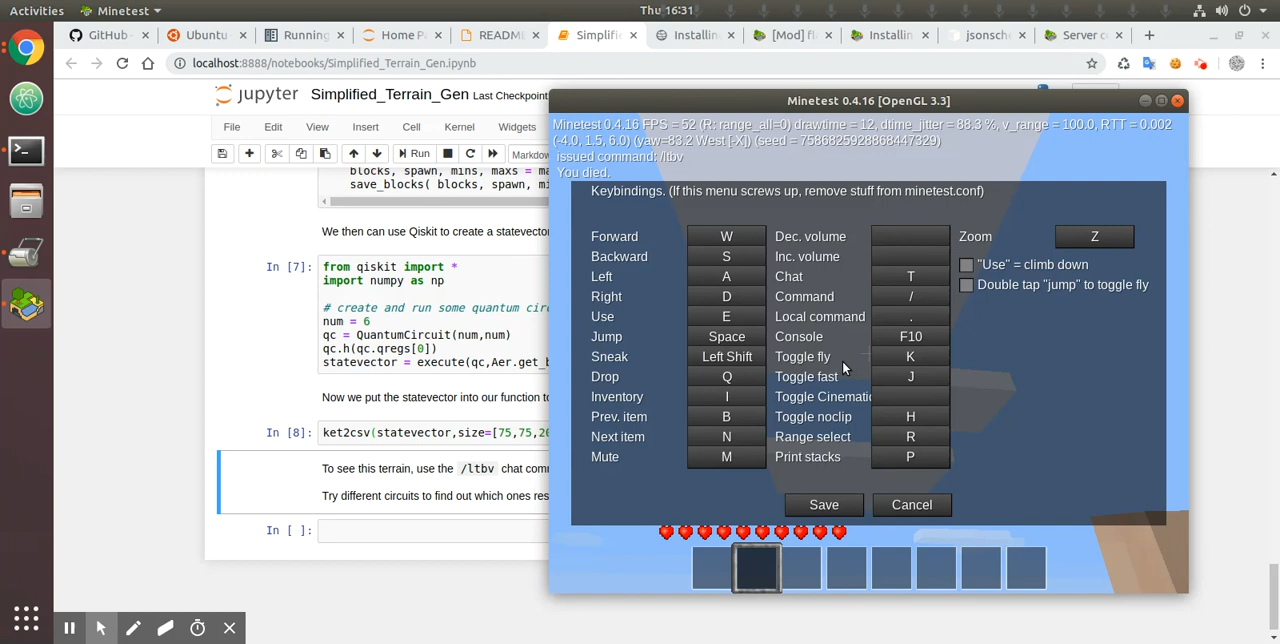 Activities
Minetest
Thu 16:31
GitHub
Ubuntu
Running
Home P
READM
Simplifi
Installin
[Mod] fl
Installin
jsonsch
Server c
localhost:8888/notebooks/Simplified_Terrain_Gen.ipynb
jupyter Simplified_Terrain_Gen Last Checkpoint
File Edit View Insert Cell Kernel Widgets
Run
Markdow
blocks, spawn, mins, maxs =
save_blocks( blocks, spawn, mi
We then can use Qiskit to create a statevecto
In [7]: from qiskit import *
import numpy as np
# create and run some quantum cir
num = 6
qc = QuantumCircuit(num,num)
qc.h(qc.qregs[0])
statevector = execute(qc,Aer.get_b
Now we put the statevector into our function to
In [8]: ket2csv(statevector,size=[75,75,20
To see this terrain, use the /ltbv chat com
Try different circuits to find out which ones res
In [ ]:
Minetest 0.4.16 [OpenGL 3.3]
Minetest 0.4.16 FPS = 52 (R: range_all=0) drawtime = 12, dtime_jitter = 88.3 %, v_range = 100.0, RTT = 0.002
(-4.0, 1.5, 6.0) (yaw=83.2 West [-X]) (seed = 7586825928868447329)
issued command: /ltbv
You died.
Keybindings. (If this menu screws up, remove stuff from minetest.conf)
Forward W
Backward S
Left A
Right D
Use E
Jump Space
Sneak Left Shift
Drop Q
Inventory I
Prev. item B
Next item N
Mute M
Dec. volume
Inc. volume
Chat T
Command /
Local command .
Console F10
Toggle fly K
Toggle fast J
Toggle Cinematic
Toggle noclip H
Range select R
Print stacks P
Zoom Z
"Use" = climb down
Double tap "jump" to toggle fly
Save
Cancel